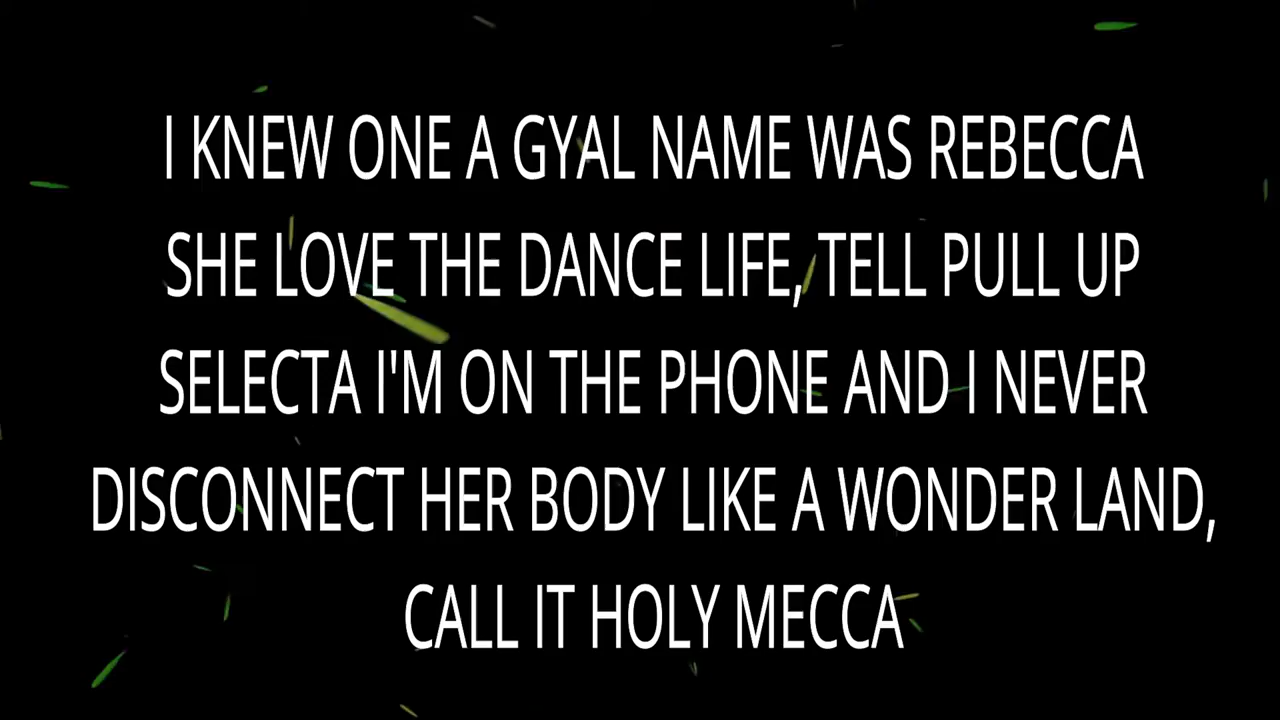 I KNEW ONE A GYAL NAME WAS REBECCA
SHE LOVE THE DANCE LIFE, TELL PULL UP
SELECTA I'M ON THE PHONE AND I NEVER
DISCONNECT HER BODY LIKE A WONDER LAND,
CALL IT HOLY MECCA